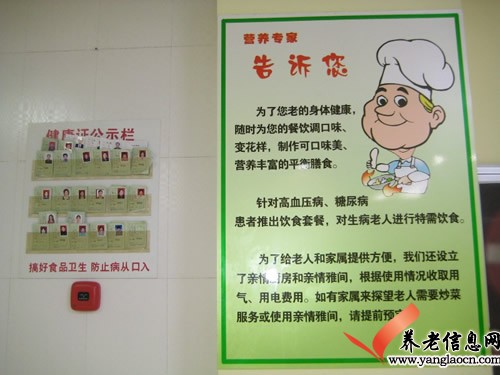 健康证公示栏
搞好食品卫生 防止病从口入
营养专家
告诉您
为了您老的身体健康,
随时为您的餐饮调口味、
变花样,制作可口味美、
营养丰富的平衡膳食。
针对高血压病、糖尿病
患者推出饮食套餐,对生病老人进行特需饮食。
为了给老人和家属提供方便,我们还设立
了亲情厨房和亲情雅间,根据使用情况收取用
气、用电费用。如有家属来探望老人需要炒菜
服务或使用亲情雅间,请提前预
养老信息网
www.yanglaocn.com